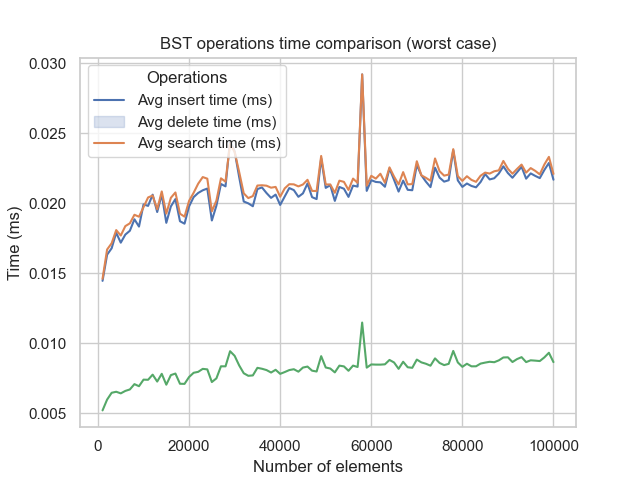 BST operations time comparison (worst case)
Operations
Avg insert time (ms)
Avg delete time (ms)
Avg search time (ms)
Time (ms)
0.030
0.025
0.020
0.015
0.010
0.005
0
20000
40000
60000
80000
100000
Number of elements